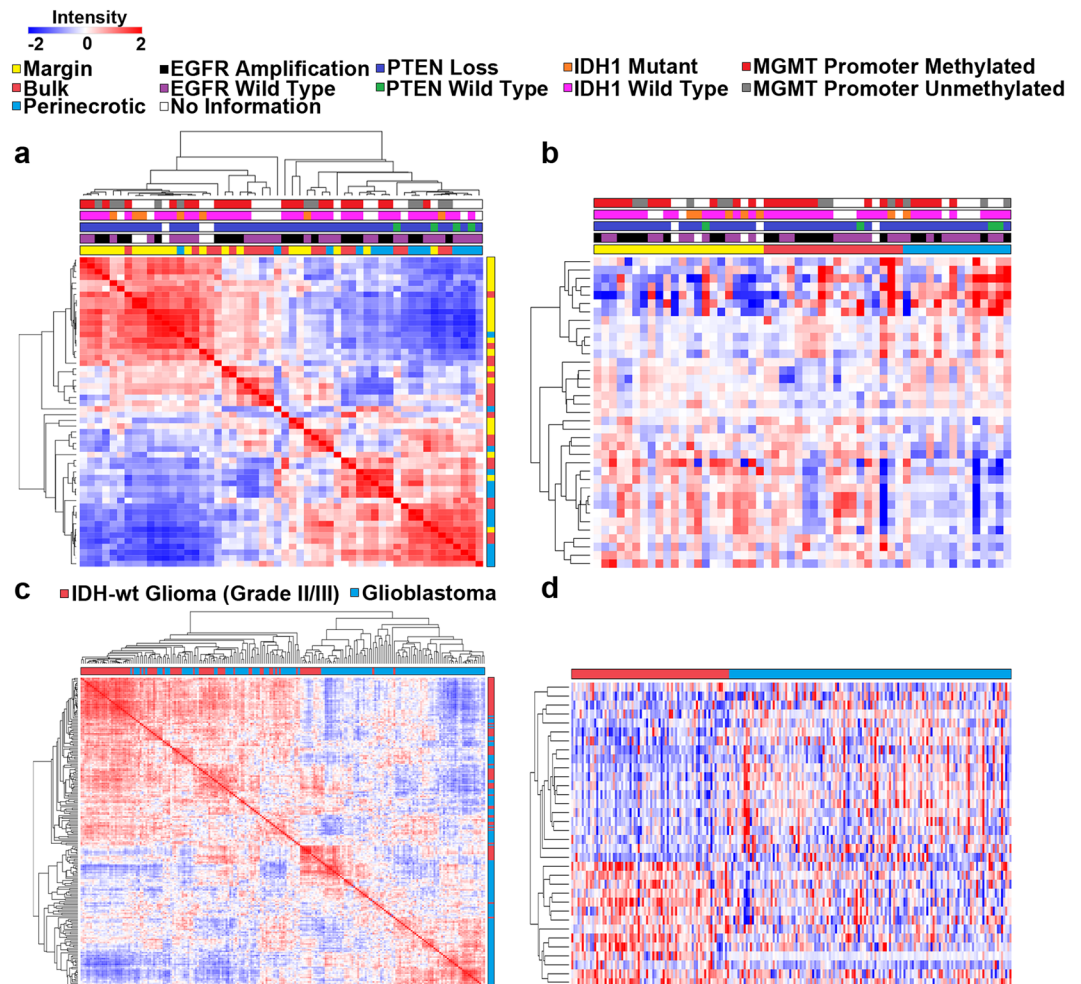 Intensity
-2 0 2
Margin EGFR Amplification PTEN Loss IDH1 Mutant MGMT Promoter Methylated
Bulk EGFR Wild Type PTEN Wild Type IDH1 Wild Type MGMT Promoter Unmethylated
Perinecrotic No Information
a b
c IDH-wt Glioma (Grade II/III) Glioblastoma d